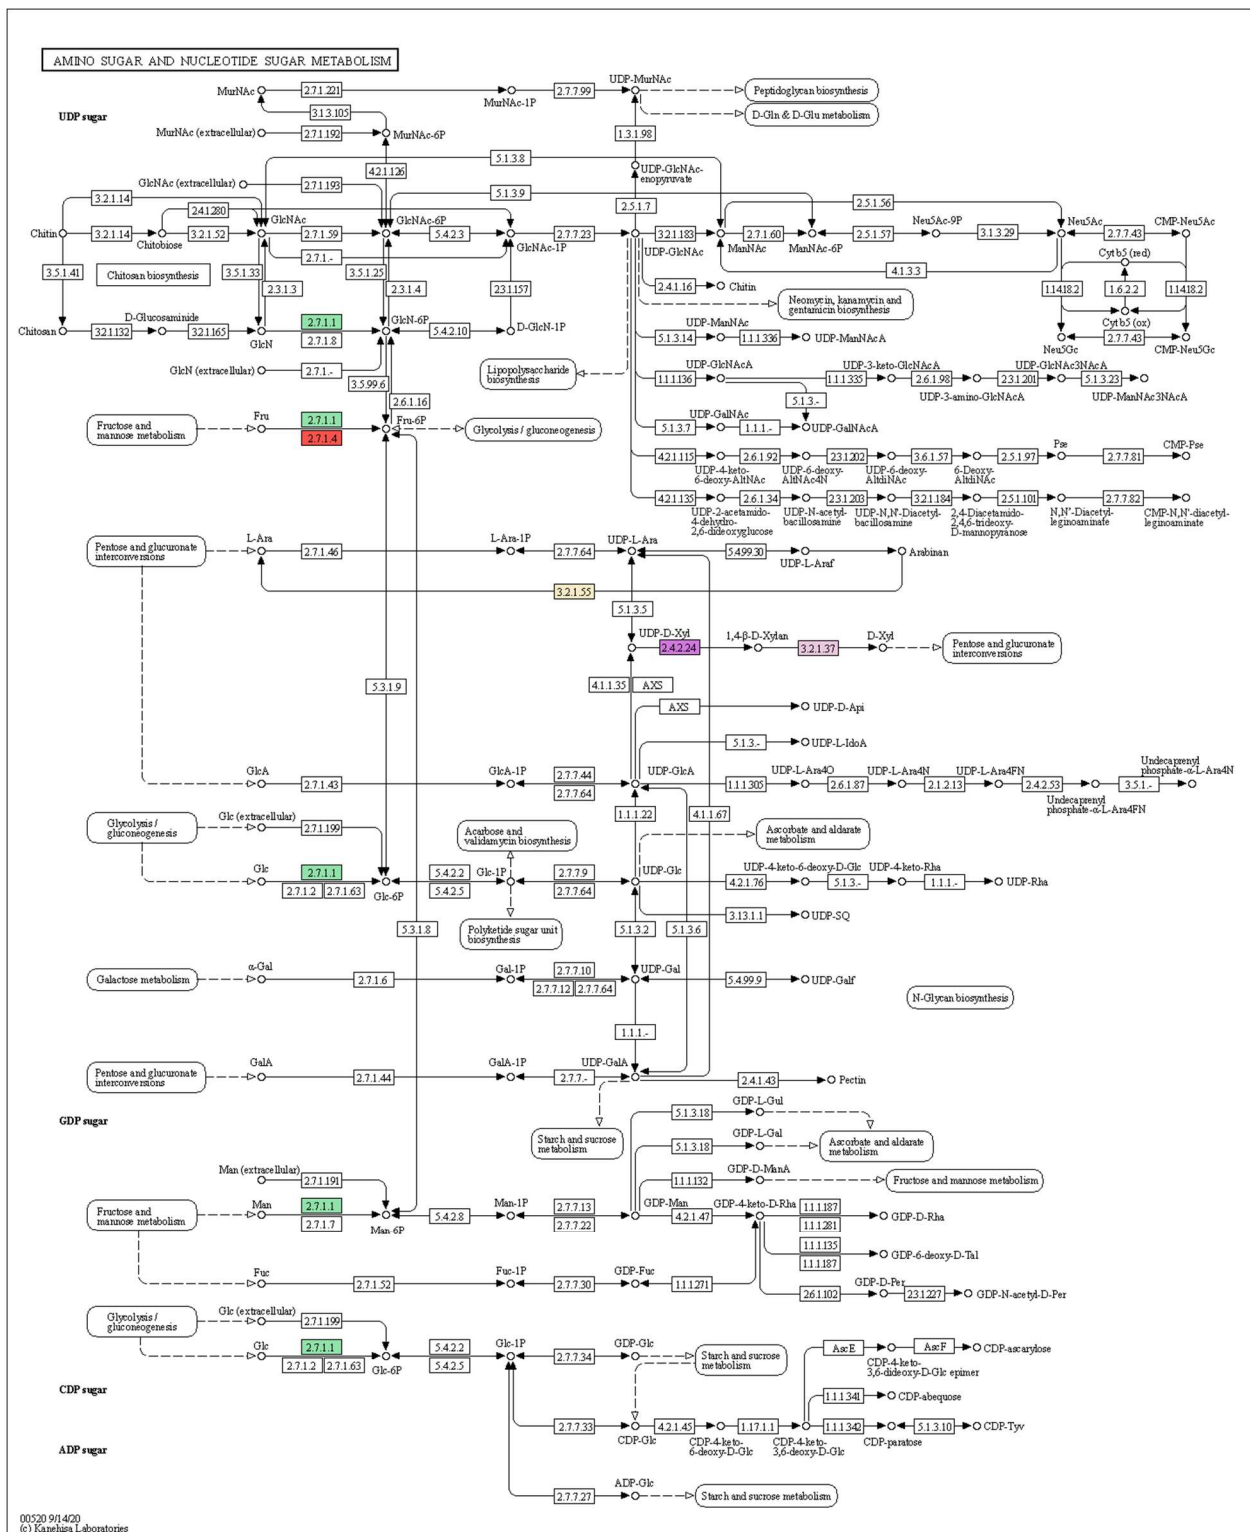 AMINO SUGAR AND NUCLEOTIDE SUGAR METABOLISM
UDP sugar
MurNAc
2.7.1.221
MurNAc-1P
2.7.7.99
UDP-MurNAc
Peptidoglycan biosynthesis
D-Gln & D-Glu metabolism
3.1.3.105
MurNAc (extracellular)
2.7.1.192
MurNAc-6P
1.3.1.98
4.2.1.126
5.1.3.8
UDP-GlcNAc-
enopyruvate
GlcNAc (extracellular)
2.7.1.193
5.1.3.9
3.2.1.14
2.4.1.280
2.5.1.7
2.5.1.56
Chitin
3.2.1.14
Chitobiose
3.2.1.52
GlcNAc
2.7.1.59
GlcNAc-6P
5.4.2.3
GlcNAc-1P
2.7.7.23
UDP-GlcNAc
3.2.1.183
ManNAc
2.7.1.60
ManNAc-6P
2.5.1.57
Neu5Ac-9P
3.1.3.29
Neu5Ac
2.7.7.43
CMP-Neu5Ac
2.7.1.-
4.1.3.3
3.5.1.41
Chitosan biosynthesis
3.5.1.33
2.3.1.3
3.5.1.25
2.3.1.4
2.3.1.157
2.4.1.16
Chitin
Neomycin, kanamycin and
gentamicin biosynthesis
Cytb5 (red)
1.14.18.2
1.6.2.2
1.14.18.2
Cytb5 (ox)
2.7.7.43
Neu5Gc
CMP-Neu5Gc
Chitosan
3.2.1.132
D-Glucosaminide
3.2.1.165
GlcN
2.7.1.1
2.7.1.8
GlcN-6P
5.4.2.10
D-GlcN-1P
5.1.3.14
UDP-ManNAc
1.1.1.336
UDP-ManNAcA
GlcN (extracellular)
2.7.1.-
3.5.99.6
2.6.1.16
Lipopolysaccharide
biosynthesis
1.1.1.136
UDP-GlcNAcA
1.1.1.335
UDP-3-keto-GlcNAcA
2.6.1.98
UDP-3-amino-GlcNAcA
2.3.1.201
UDP-GlcNAc3NAcA
5.1.3.23
UDP-ManNAc3NAcA
5.1.3.-
5.1.3.7
UDP-GalNAc
1.1.1.-
UDP-GalNAcA
Fructose and
mannose metabolism
Fru
2.7.1.1
2.7.1.4
Fru-6P
Glycolysis / gluconeogenesis
4.2.1.115
UDP-4-keto-
6-deoxy-AltNAc
2.6.1.92
UDP-6-deoxy-
AltNAc4N
2.3.1.202
UDP-6-deoxy-
AltdiNAc
3.6.1.57
6-Deoxy-
AltdiNAc
2.5.1.97
Pse
2.7.7.81
CMP-Pse
4.2.1.135
UDP-2-acetamido-
4-dehydro-
2,6-dideoxyglucose
2.6.1.34
UDP-N-acetyl-
bacillosamine
2.3.1.203
UDP-N,N'-Diacetyl-
bacillosamine
3.2.1.184
2,4-Diacetamido-
2,4,6-trideoxy-
D-mannopyranose
2.5.1.101
N,N'-Diacetyl-
leginoaminate
2.7.7.82
CMP-N,N'-diacetyl-
leginoaminate
Pentose and glucuronate
interconversions
L-Ara
2.7.1.46
L-Ara-1P
2.7.7.64
UDP-L-Ara
5.4.99.30
UDP-L-Araf
Arabinan
3.2.1.55
5.1.3.5
UDP-D-Xyl
2.4.2.24
1,4-β-D-Xylan
3.2.1.37
D-Xyl
Pentose and glucuronate
interconversions
5.3.1.9
4.1.1.35
AXS
AXS
UDP-D-Api
5.1.3.-
UDP-L-IdoA
GlcA
2.7.1.43
GlcA-1P
2.7.7.44
2.7.7.64
UDP-GlcA
1.1.1.305
UDP-L-Ara4O
2.6.1.87
UDP-L-Ara4N
2.1.2.13
UDP-L-Ara4FN
2.4.2.53
Undecaprenyl
phosphate-α-L-Ara4FN
3.5.1.-
Undecaprenyl
phosphate-α-L-Ara4N
Glycolysis /
gluconeogenesis
Glc (extracellular)
2.7.1.199
Acarbose and
validamycin biosynthesis
1.1.1.22
4.1.1.67
Ascorbate and aldarate
metabolism
Glc
2.7.1.1
2.7.1.2
2.7.1.63
Glc-6P
5.4.2.2
5.4.2.5
Glc-1P
2.7.7.9
2.7.7.64
UDP-Glc
4.2.1.76
UDP-4-keto-6-deoxy-D-Glc
5.1.3.-
UDP-4-keto-Rha
1.1.1.-
UDP-Rha
3.13.1.1
UDP-SQ
5.3.1.8
Polyketide sugar unit
biosynthesis
5.1.3.2
5.1.3.6
Galactose metabolism
α-Gal
2.7.1.6
Gal-1P
2.7.7.10
2.7.7.12
2.7.7.64
UDP-Gal
5.4.99.9
UDP-Galf
N-Glycan biosynthesis
1.1.1.-
Pentose and glucuronate
interconversions
GalA
2.7.1.44
GalA-1P
2.7.7.-
UDP-GalA
2.4.1.43
Pectin
GDP sugar
Starch and sucrose
metabolism
5.1.3.18
GDP-L-Gul
5.1.3.18
GDP-L-Gal
Ascorbate and aldarate
metabolism
Man (extracellular)
2.7.1.191
1.1.1.132
GDP-D-ManA
Fructose and mannose metabolism
Fructose and
mannose metabolism
Man
2.7.1.1
2.7.1.7
Man-6P
5.4.2.8
Man-1P
2.7.7.13
2.7.7.22
GDP-Man
4.2.1.47
GDP-4-keto-D-Rha
1.1.1.187
1.1.1.281
GDP-D-Rha
1.1.1.135
1.1.1.187
GDP-6-deoxy-D-Tal
Fuc
2.7.1.52
Fuc-1P
2.7.7.30
GDP-Fuc
1.1.1.271
2.6.1.102
GDP-D-Per
2.3.1.227
GDP-N-acetyl-D-Per
Glycolysis /
gluconeogenesis
Glc (extracellular)
2.7.1.199
Glc
2.7.1.1
2.7.1.2
2.7.1.63
Glc-6P
5.4.2.2
5.4.2.5
Glc-1P
2.7.7.34
GDP-Glc
Starch and sucrose
metabolism
AscE
CDP-4-keto-
3,6-dideoxy-D-Glc epimer
AscF
CDP-ascarylose
CDP sugar
1.1.1.341
CDP-abequose
2.7.7.33
CDP-Glc
4.2.1.45
CDP-4-keto-
6-deoxy-D-Glc
1.17.1.1
CDP-4-keto-
3,6-deoxy-D-Glc
1.1.1.342
CDP-paratose
5.1.3.10
CDP-Tyv
ADP sugar
2.7.7.27
ADP-Glc
Starch and sucrose metabolism
00520 9/14/20
(c) Kanehisa Laboratories